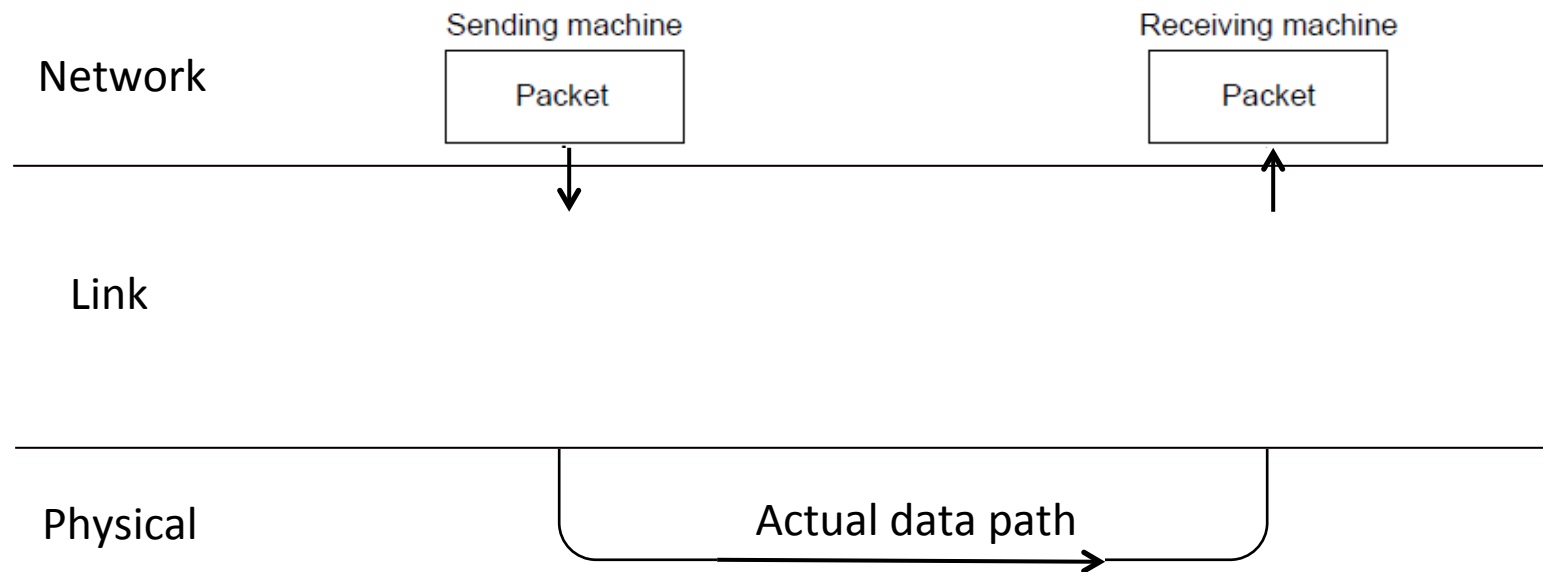 Sending machine
Receiving machine
Network
Packet
Packet
Link
Physical
Actual data path